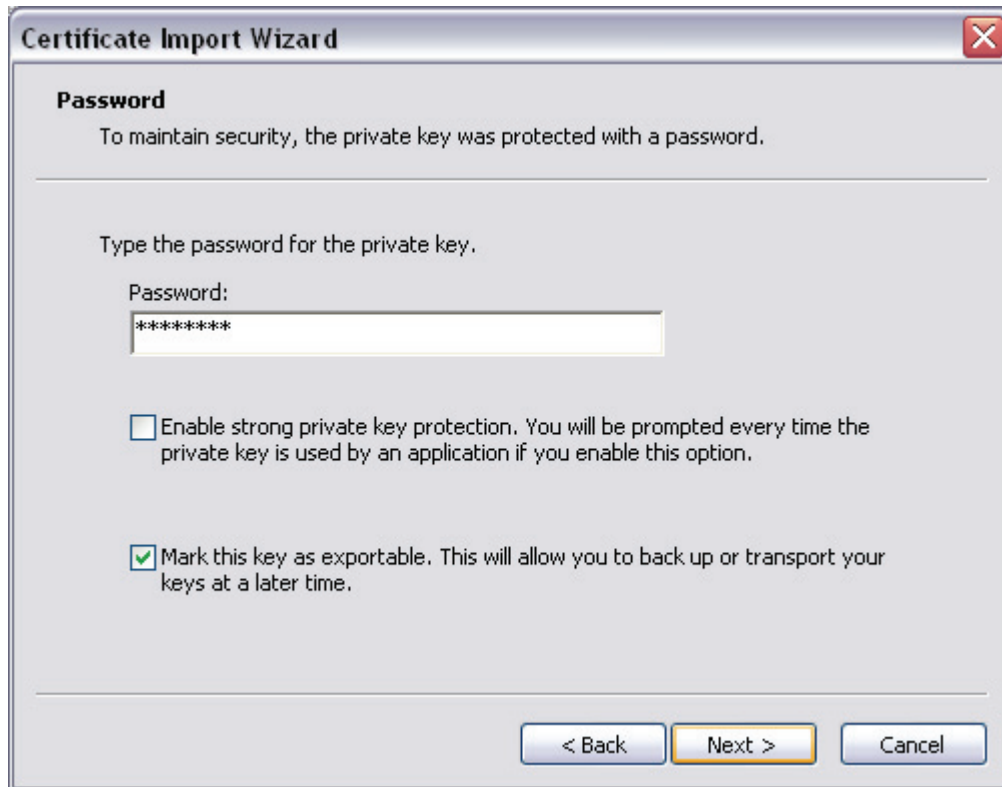 Certificate Import Wizard
Password
To maintain security, the private key was protected with a password.
Type the password for the private key.
Password:
********
Enable strong private key protection. You will be prompted every time the
private key is used by an application if you enable this option.
Mark this key as exportable. This will allow you to back up or transport your
keys at a later time.
< Back Next > Cancel